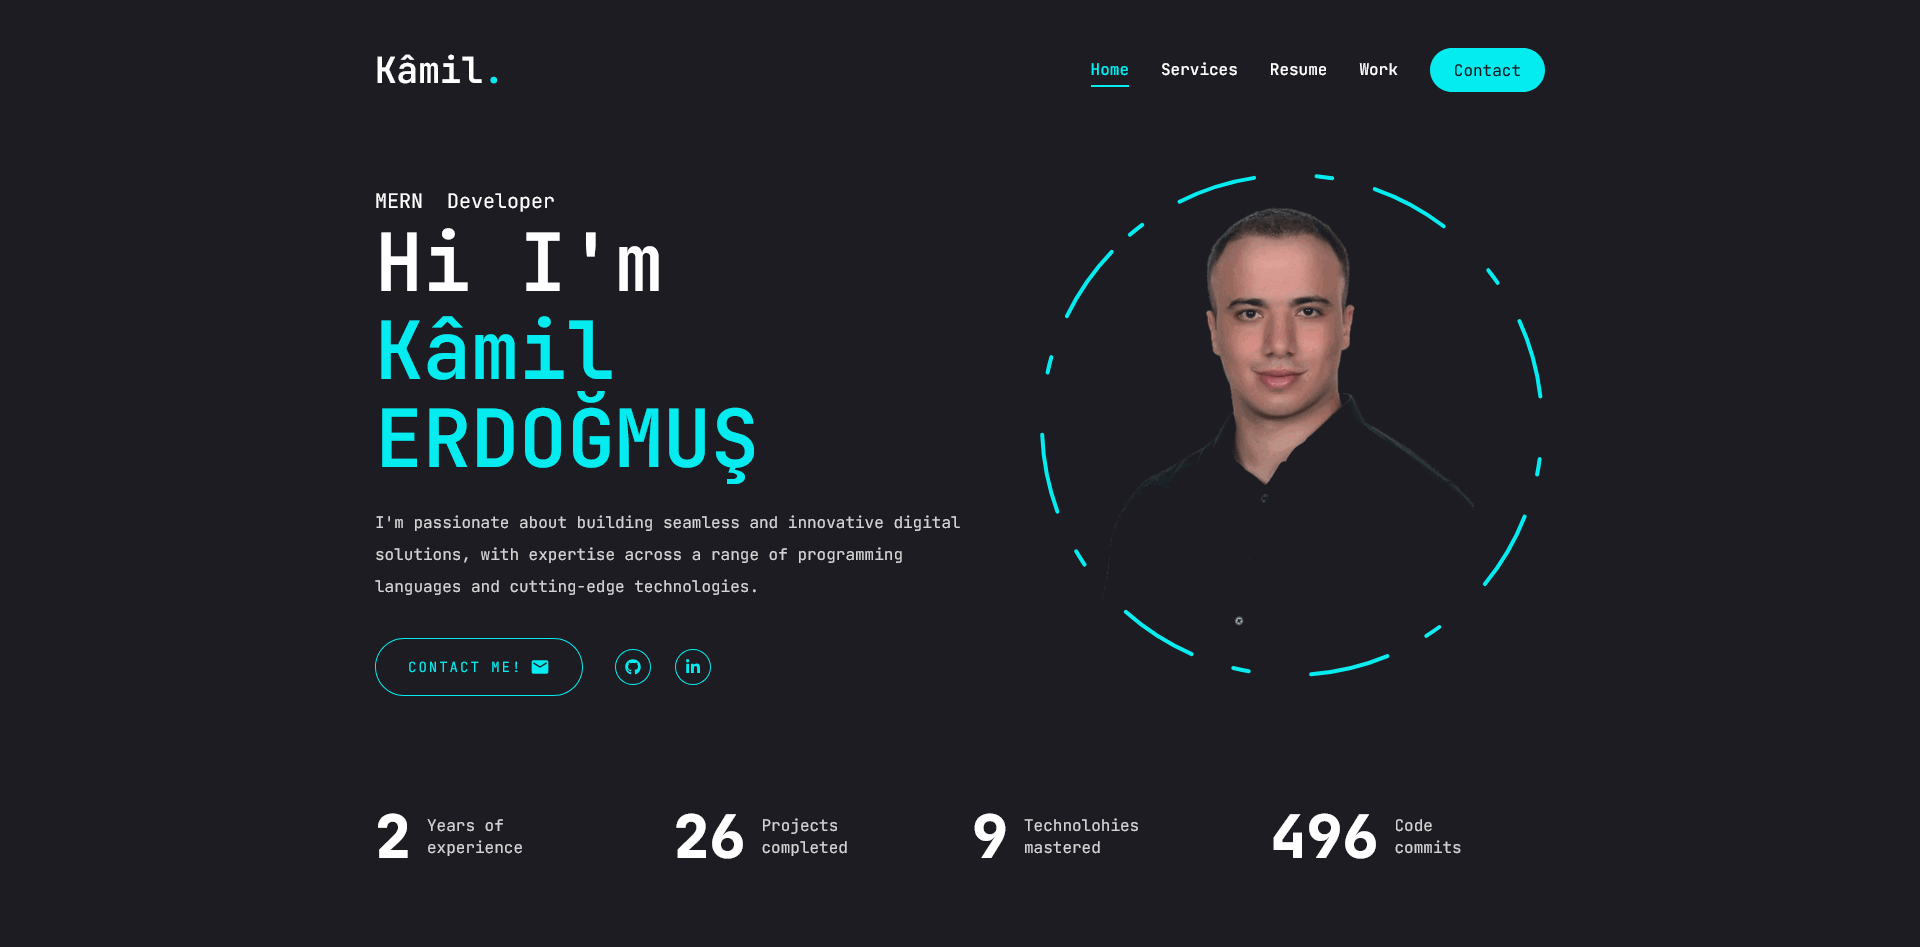 Kâmil.
Home Services Resume Work Contact
MERN Developer
Hi I'm
Kâmil
ERDOĞMUŞ
I'm passionate about building seamless and innovative digital
solutions, with expertise across a range of programming
languages and cutting-edge technologies.
CONTACT ME!
in
2 Years of
experience
26 Projects
completed
9 Technolohies
mastered
496 Code
commits